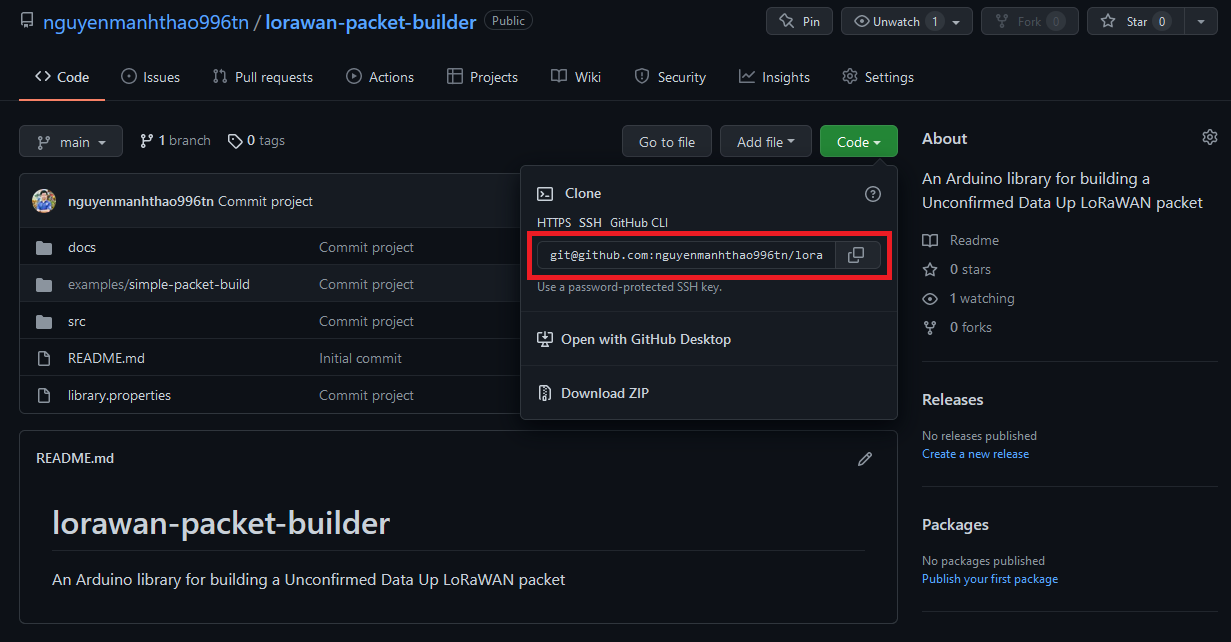 nguyenmanhthao996tn / lorawan-packet-builder Public
Pin Unwatch 1 Fork 0 Star 0
Code Issues Pull requests Actions Projects Wiki Security Insights Settings
main 1 branch 0 tags Go to file Add file Code
nguyenmanhthao996tn Commit project
docs Commit project
examples/simple-packet-build Commit project
src Commit project
README.md Initial commit
library.properties Commit project
Clone
HTTPS SSH GitHub CLI
git@github.com:nguyenmanhthao996tn/lora
Use a password-protected SSH key.
Open with GitHub Desktop
Download ZIP
README.md
lorawan-packet-builder
An Arduino library for building a Unconfirmed Data Up LoRaWAN packet
About
An Arduino library for building a
Unconfirmed Data Up LoRaWAN packet
Readme
0 stars
1 watching
0 forks
Releases
No releases published
Create a new release
Packages
No packages published
Publish your first package